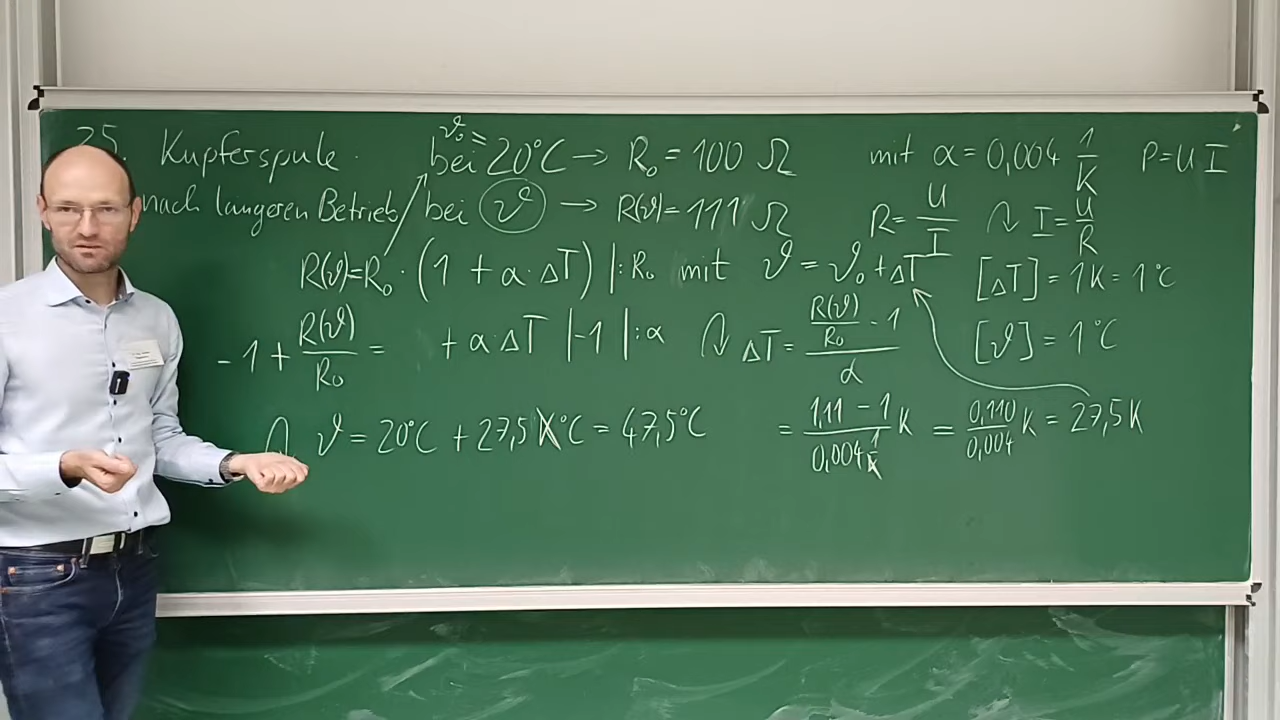 25. Kupferspule. bei ϑ₀ = 20°C → R₀ = 100 Ω mit α = 0,004 1/K P = U I
nach längeren Betrieb / bei ϑ → R(ϑ) = 111 Ω R = U/I ↷ I = U/R
R(ϑ) = R₀ · (1 + α · ΔT) | : R₀ mit ϑ = ϑ₀ + ΔT [ΔT] = 1K = 1°C
-1 + R(ϑ)/R₀ = + α · ΔT | -1 | : α ↷ ΔT = (R(ϑ)/R₀ - 1)/α [ϑ] = 1°C
↷ ϑ = 20°C + 27,5 K °C = 47,5°C = (1,11 - 1)/(0,004 1/K) K = 0,110/0,004 K = 27,5 K